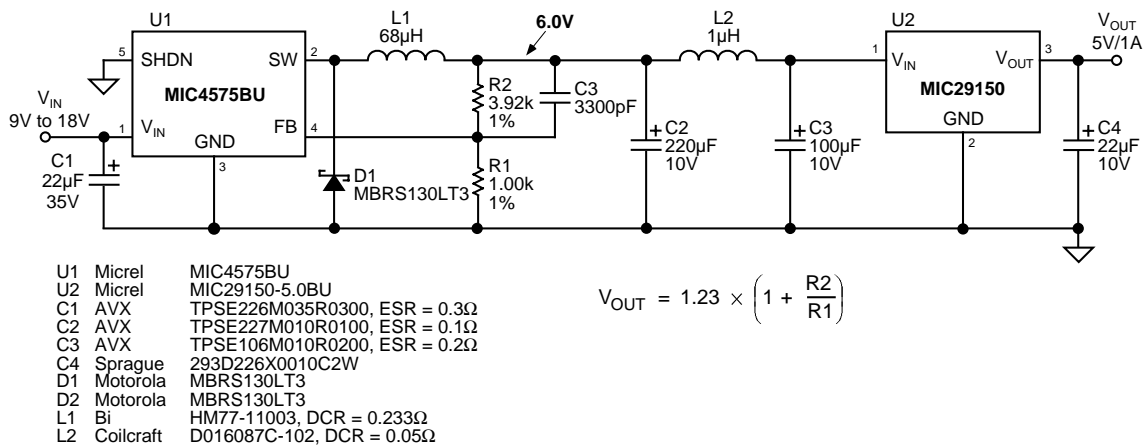 U1
L1
68µH
6.0V
L2
1µH
U2
VOUT
5V/1A
5
SHDN
SW
2
1
VIN
VOUT
3
MIC4575BU
R2
3.92k
1%
C3
3300pF
MIC29150
VIN
9V to 18V
1
VIN
FB
4
GND
3
GND
2
C1
22µF
35V
+
D1
MBRS130LT3
R1
1.00k
1%
+
C2
220µF
10V
+
C3
100µF
10V
+
C4
22µF
10V
U1 Micrel MIC4575BU
U2 Micrel MIC29150-5.0BU
C1 AVX TPSE226M035R0300, ESR = 0.3Ω
C2 AVX TPSE227M010R0100, ESR = 0.1Ω
C3 AVX TPSE106M010R0200, ESR = 0.2Ω
C4 Sprague 293D226X0010C2W
D1 Motorola MBRS130LT3
D2 Motorola MBRS130LT3
L1 Bi HM77-11003, DCR = 0.233Ω
L2 Coilcraft D016087C-102, DCR = 0.05Ω
VOUT = 1.23 × (1 + R2/R1)